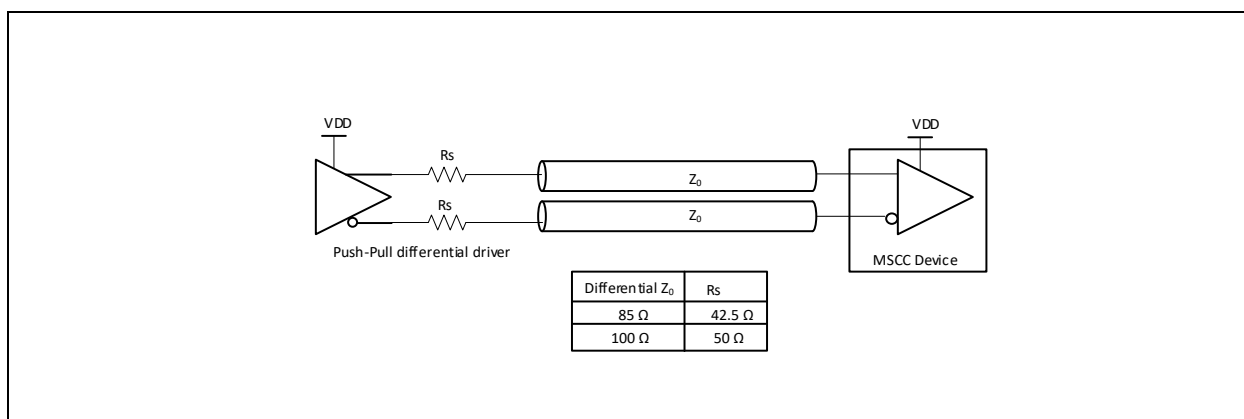 VDD
VDD
Rs
Z₀
Rs
Z₀
Push-Pull differential driver
MSCC Device
Differential Z₀ Rs
85 Ω 42.5 Ω
100 Ω 50 Ω